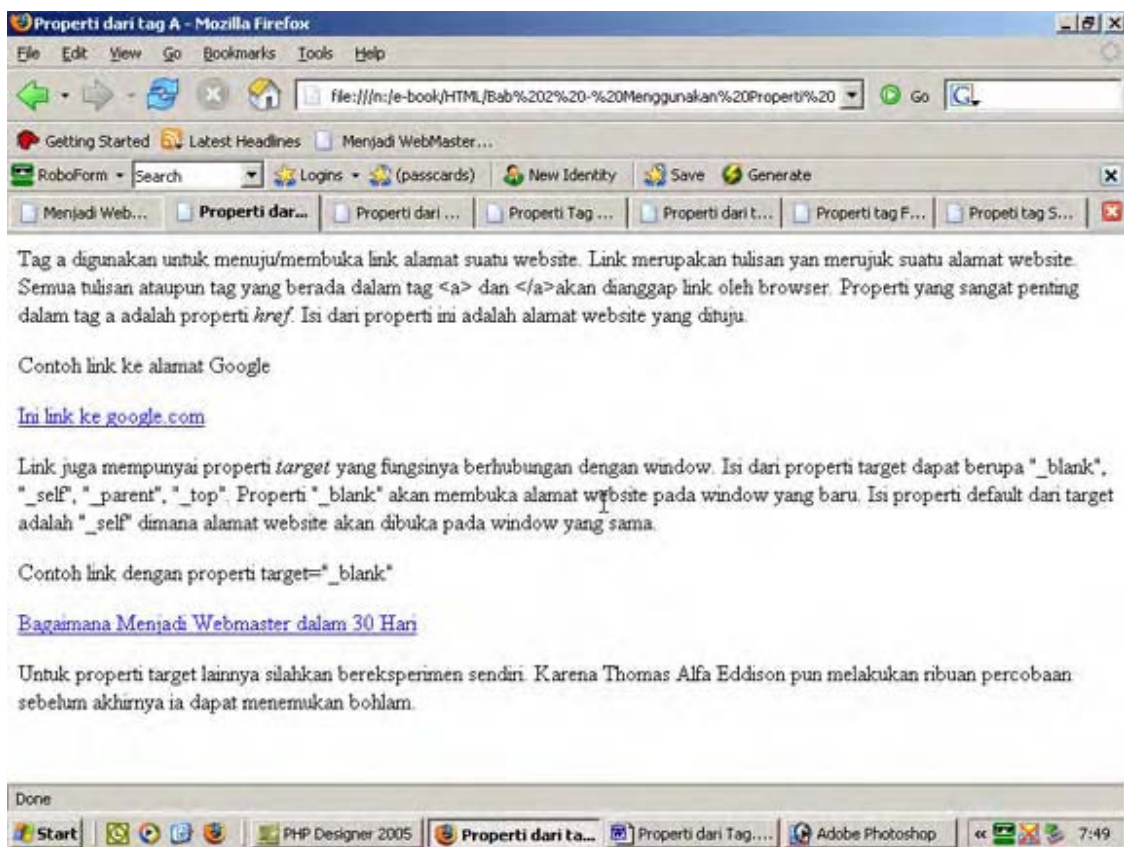 Properti dari tag A - Mozilla Firefox
File Edit View Go Bookmarks Tools Help
file:///n:/e-book/HTML/Bab%202%20-%20Menggunakan%20Properti%20 Go G
Getting Started Latest Headlines Menjadi WebMaster...
RoboForm Search Logins (passcards) New Identity Save Generate
Menjadi Web... Properti dar... Properti dari ... Properti Tag ... Properti dari t... Properti tag F... Propeti tag S...
Tag a digunakan untuk menuju/membuka link alamat suatu website. Link merupakan tulisan yan merujuk suatu alamat website.
Semua tulisan ataupun tag yang berada dalam tag <a> dan </a>akan dianggap link oleh browser. Properti yang sangat penting
dalam tag a adalah properti href. Isi dari properti ini adalah alamat website yang dituju.
Contoh link ke alamat Google
Ini link ke google.com
Link juga mempunyai properti target yang fungsinya berhubungan dengan window. Isi dari properti target dapat berupa "_blank",
"_self", "_parent", "_top". Properti "_blank" akan membuka alamat website pada window yang baru. Isi properti default dari target
adalah "_self" dimana alamat website akan dibuka pada window yang sama.
Contoh link dengan properti target="_blank"
Bagaimana Menjadi Webmaster dalam 30 Hari
Untuk properti target lainnya silahkan bereksperimen sendiri. Karena Thomas Alfa Eddison pun melakukan ribuan percobaan
sebelum akhirnya ia dapat menemukan bohlam.
Done
Start PHP Designer 2005 Properti dari ta... Properti dari Tag.... Adobe Photoshop « 7:49